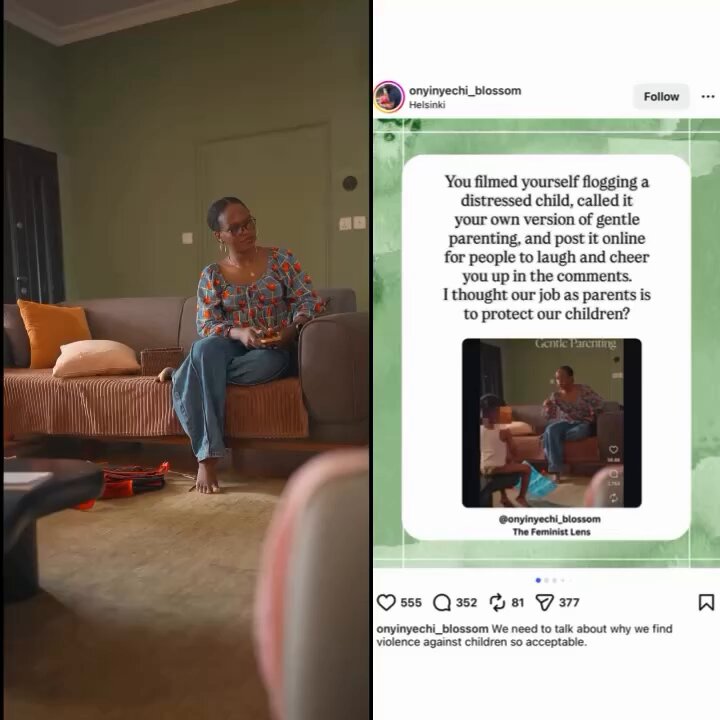 onyinyechi_blossom
Helsinki
Follow
You filmed yourself flogging a
distressed child, called it
your own version of gentle
parenting, and post it online
for people to laugh and cheer
you up in the comments.
I thought our job as parents is
to protect our children?
Gentle Parenting
@onyinyechi_blossom
The Feminist Lens
555
352
81
377
onyinyechi_blossom We need to talk about why we find
violence against children so acceptable.